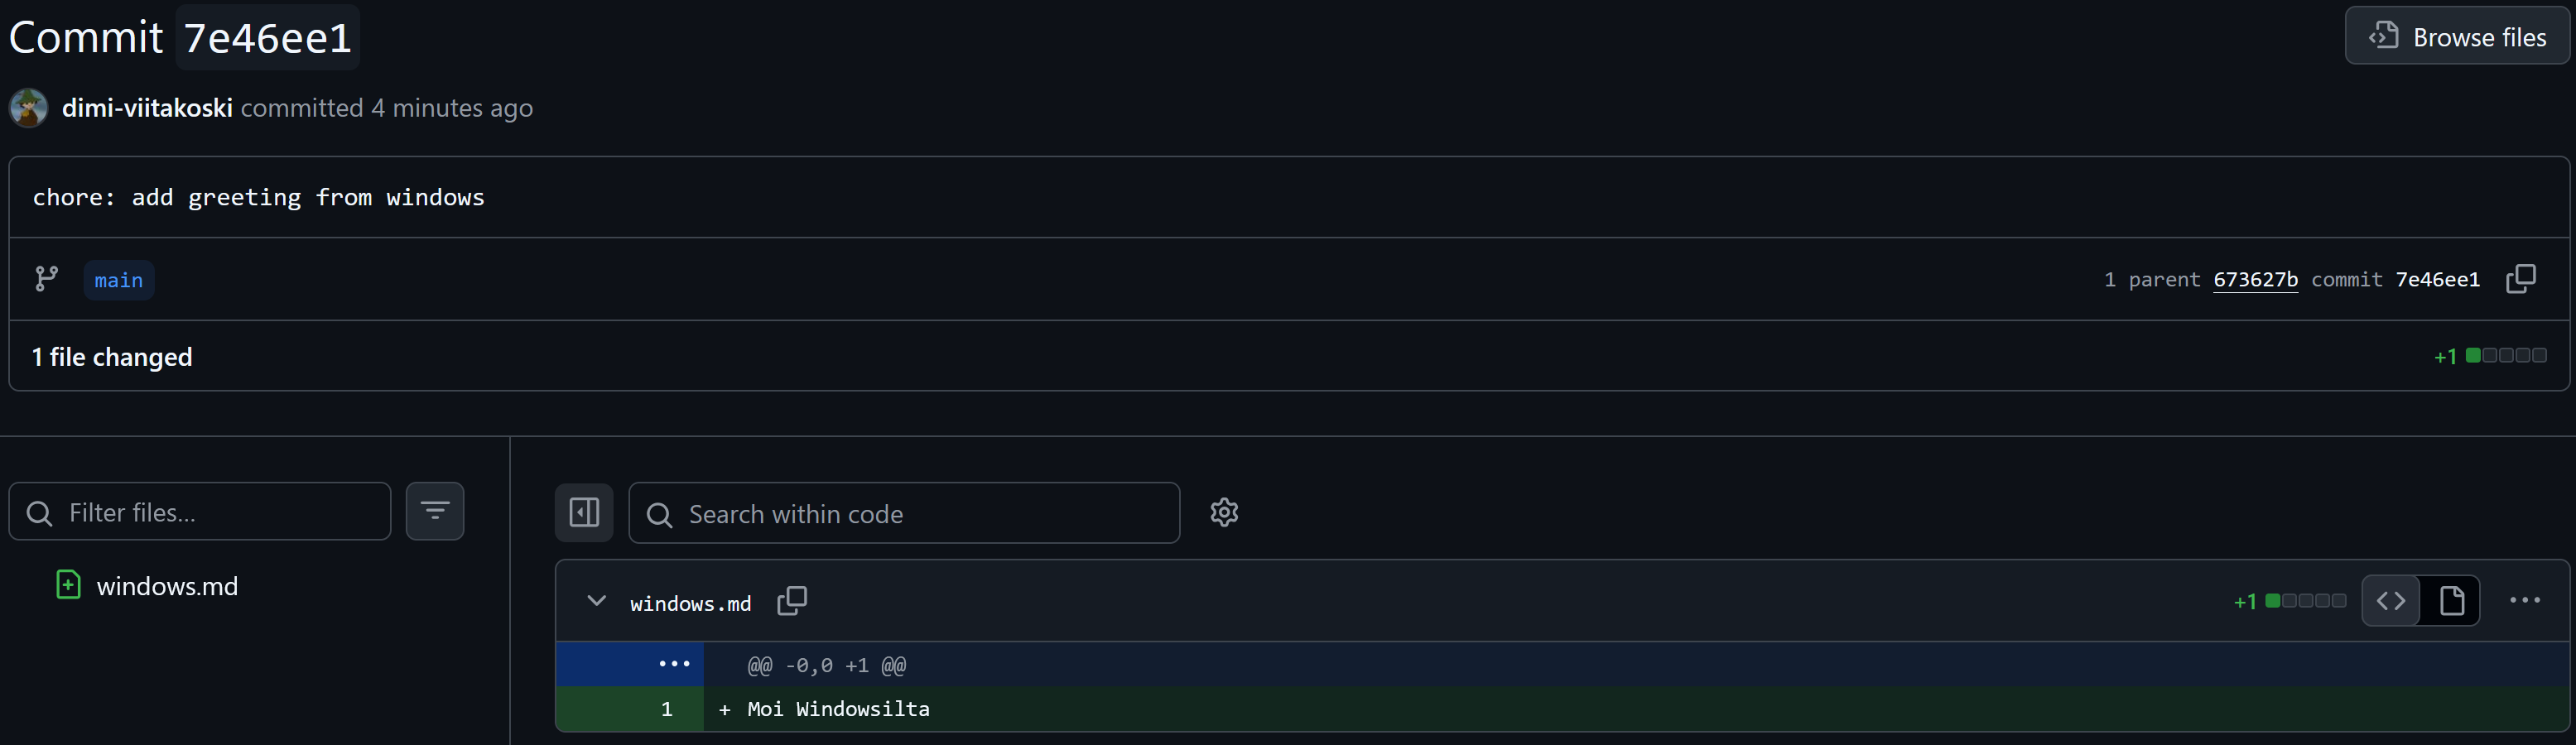 Commit 7e46ee1
Browse files
dimi-viitakoski committed 4 minutes ago
chore: add greeting from windows
main
1 parent 673627b commit 7e46ee1
1 file changed
+1
Filter files...
Search within code
windows.md
windows.md
+1
@@ -0,0 +1 @@
1 + Moi Windowsilta